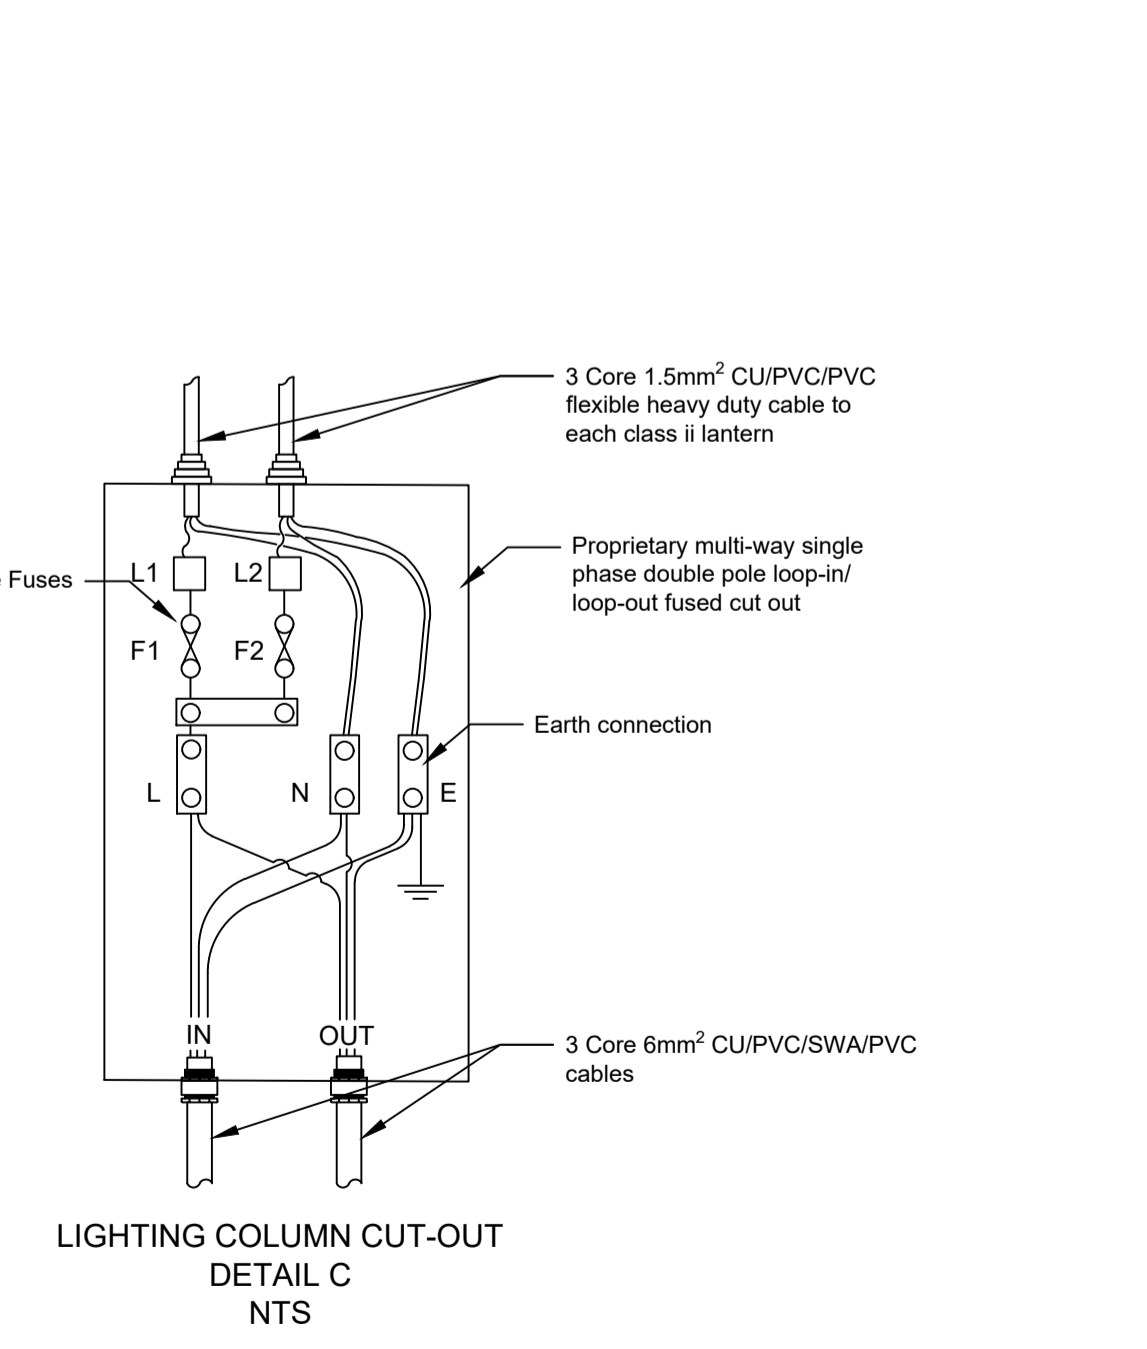 3 Core 1.5mm² CU/PVC/PVC
flexible heavy duty cable to
each class ii lantern
Proprietary multi-way single
phase double pole loop-in/
loop-out fused cut out
Fuses
L1
L2
F1
F2
Earth connection
L
N
E
IN
OUT
3 Core 6mm² CU/PVC/SWA/PVC
cables
LIGHTING COLUMN CUT-OUT
DETAIL C
NTS